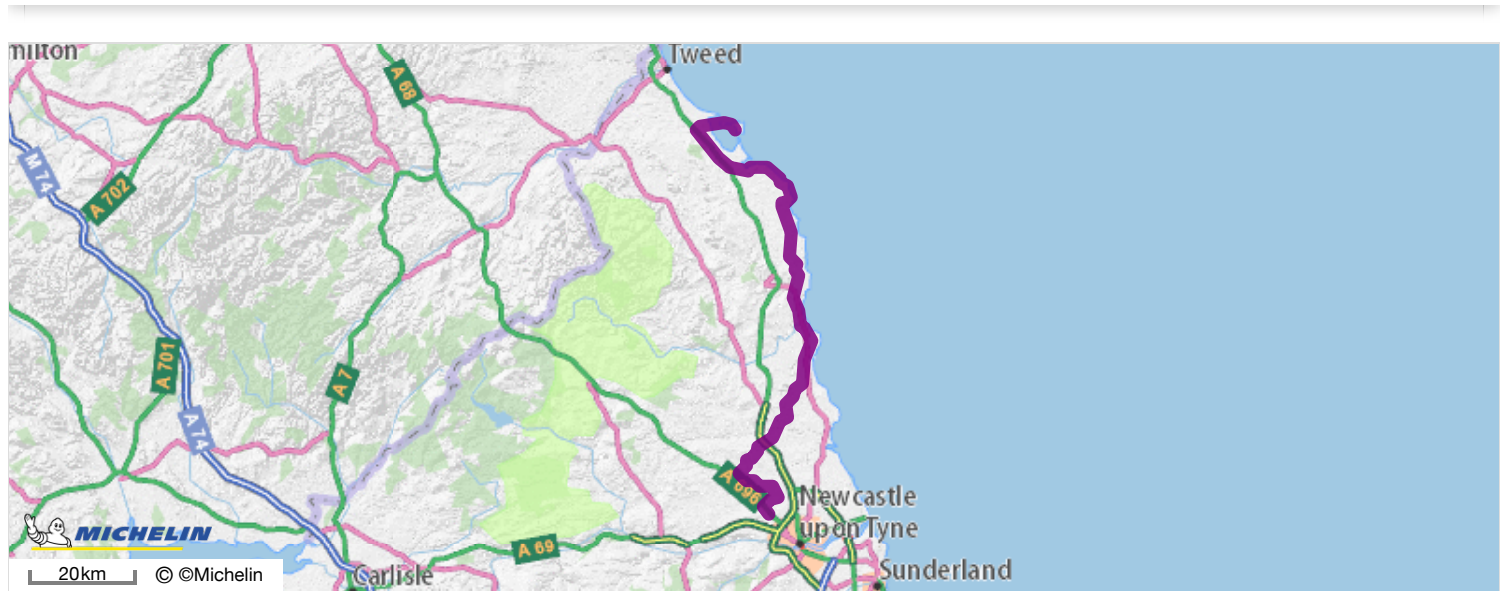 milton
Tweed
A 68
M 74
A 702
A 701
A 7
A 74
A 696
Newcastle
upon Tyne
MICHELIN
A 69
20km
© ©Michelin
Carlisle
Sunderland